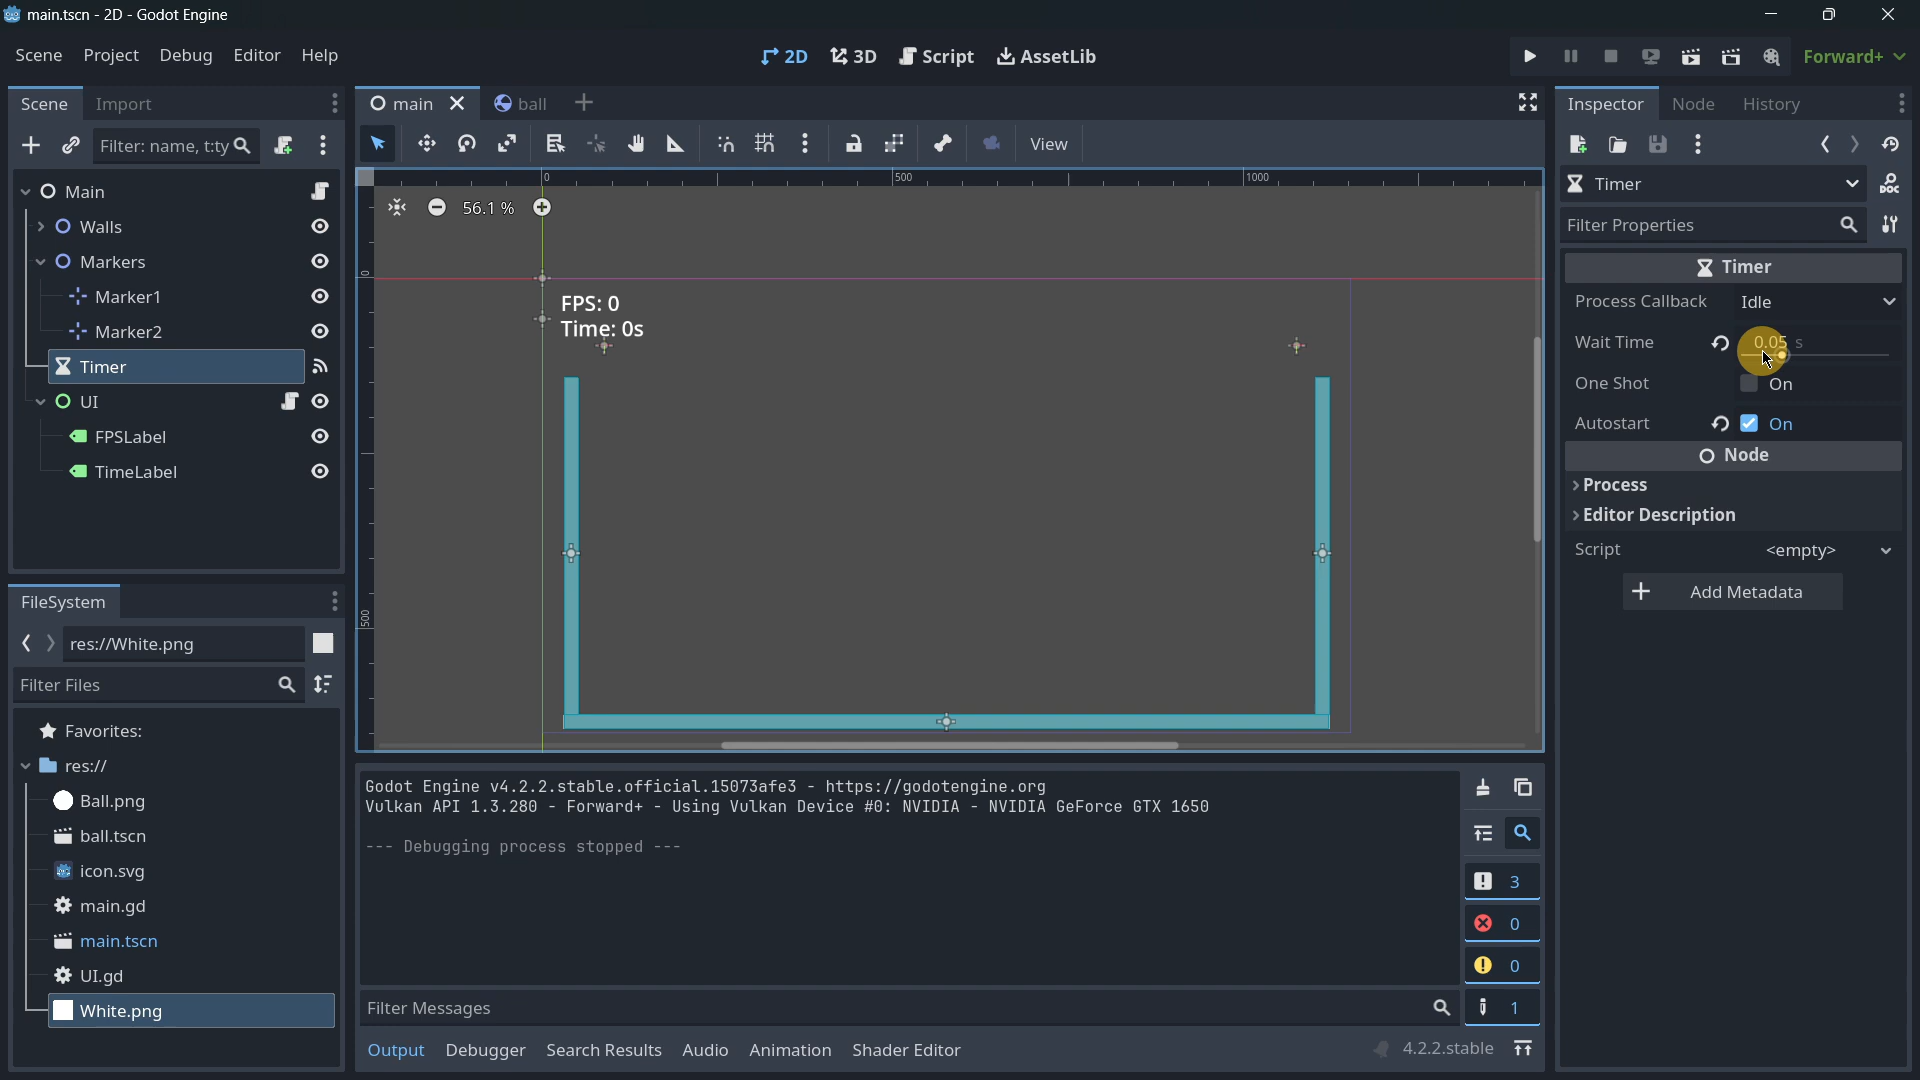 main.tscn - 2D - Godot Engine
Scene Project Debug Editor Help
2D 3D Script AssetLib
Forward+
Scene Import
Filter: name, t:ty
Main
Walls
Markers
Marker1
Marker2
Timer
UI
FPSLabel
TimeLabel
FileSystem
res://White.png
Filter Files
Favorites:
res://
Ball.png
ball.tscn
icon.svg
main.gd
main.tscn
UI.gd
White.png
main ball
View
0 500 1000
0
500
56.1 %
FPS: 0
Time: 0s
Godot Engine v4.2.2.stable.official.15073afe3 - https://godotengine.org
Vulkan API 1.3.280 - Forward+ - Using Vulkan Device #0: NVIDIA - NVIDIA GeForce GTX 1650
--- Debugging process stopped ---
3
0
0
1
Filter Messages
Output Debugger Search Results Audio Animation Shader Editor
4.2.2.stable
Inspector Node History
Timer
Filter Properties
Timer
Process Callback Idle
Wait Time 0.05 s
One Shot On
Autostart On
Node
Process
Editor Description
Script <empty>
Add Metadata